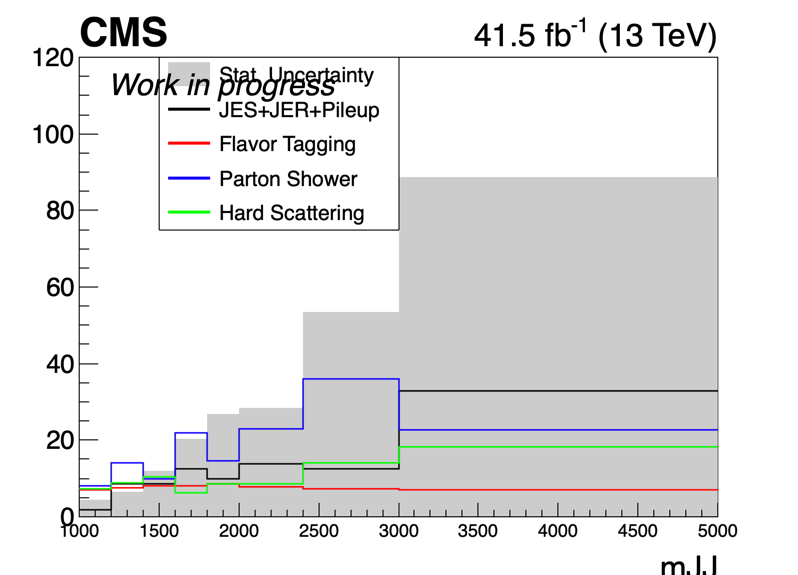 CMS
41.5 fb-1 (13 TeV)
Work in progress
Stat. Uncertainty
JES+JER+Pileup
Flavor Tagging
Parton Shower
Hard Scattering
120
100
80
60
40
20
0
1000 1500 2000 2500 3000 3500 4000 4500 5000
mJJ